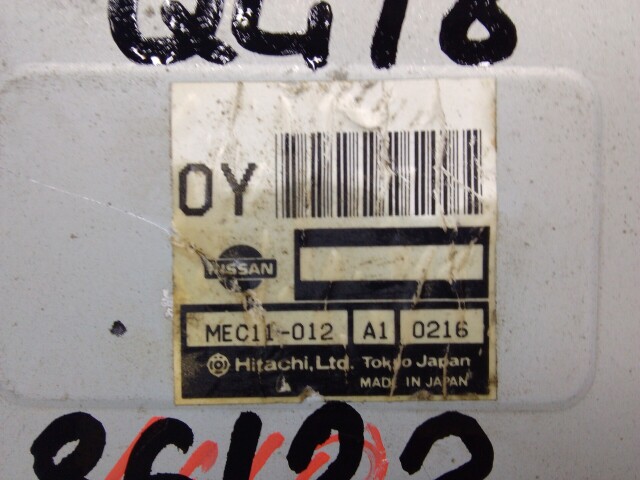 QG18
0Y
NISSAN
MEC11-012 A1 0216
Hitachi, Ltd. Tokyo Japan
MADE IN JAPAN